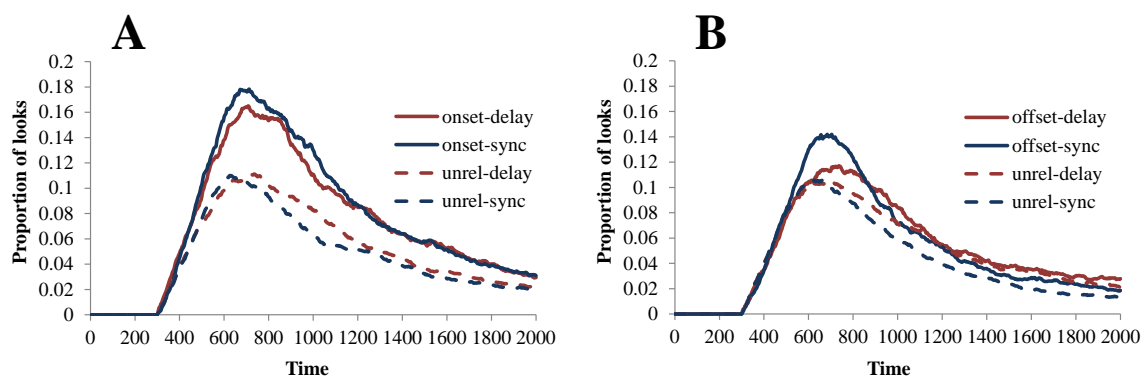 A
Proportion of looks
0.2
0.18
0.16
0.14
0.12
0.1
0.08
0.06
0.04
0.02
0
0 200 400 600 800 1000 1200 1400 1600 1800 2000
Time
onset-delay
onset-sync
unrel-delay
unrel-sync
B
Proportion of looks
0.2
0.18
0.16
0.14
0.12
0.1
0.08
0.06
0.04
0.02
0
0 200 400 600 800 1000 1200 1400 1600 1800 2000
Time
offset-delay
offset-sync
unrel-delay
unrel-sync